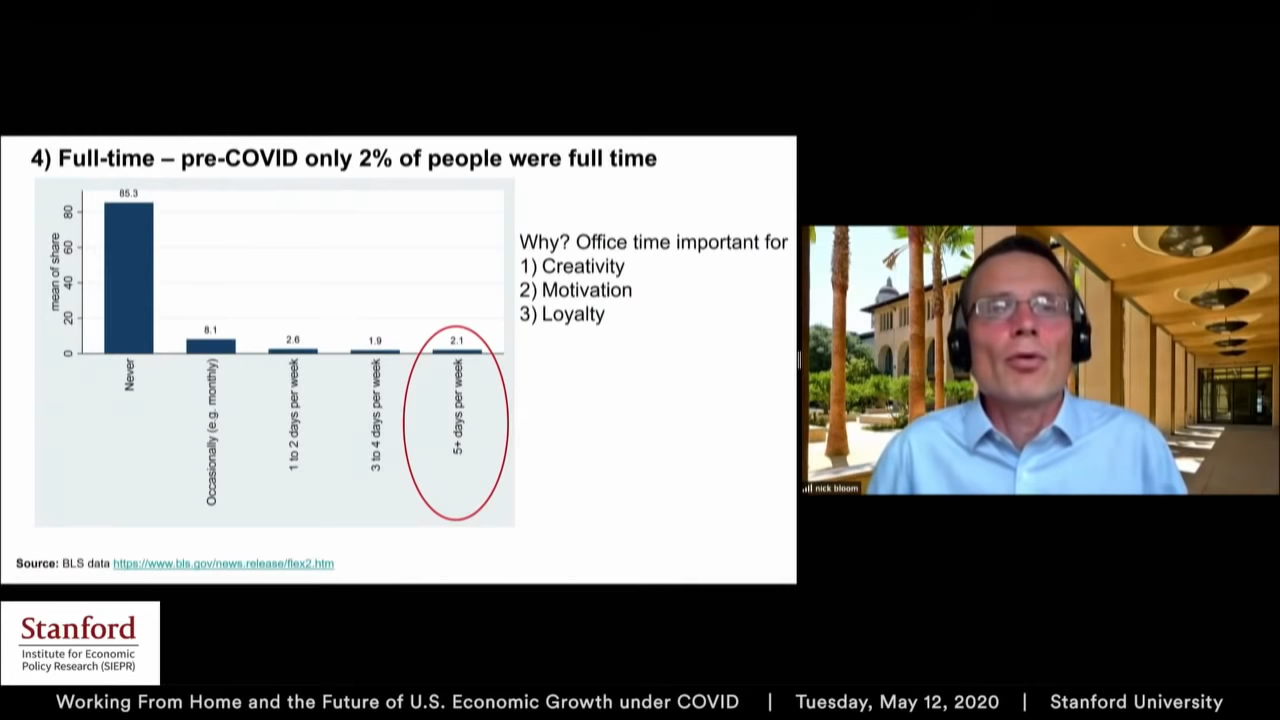 4) Full-time – pre-COVID only 2% of people were full time
mean of share
80
60
40
20
0
85.3
8.1
2.6
1.9
2.1
Never
Occasionally (e.g. monthly)
1 to 2 days per week
3 to 4 days per week
5+ days per week
Why? Office time important for
1) Creativity
2) Motivation
3) Loyalty
Source: BLS data https://www.bls.gov/news.release/flex2.htm
nick bloom
Stanford
Institute for Economic
Policy Research (SIEPR)
Working From Home and the Future of U.S. Economic Growth under COVID | Tuesday, May 12, 2020 | Stanford University